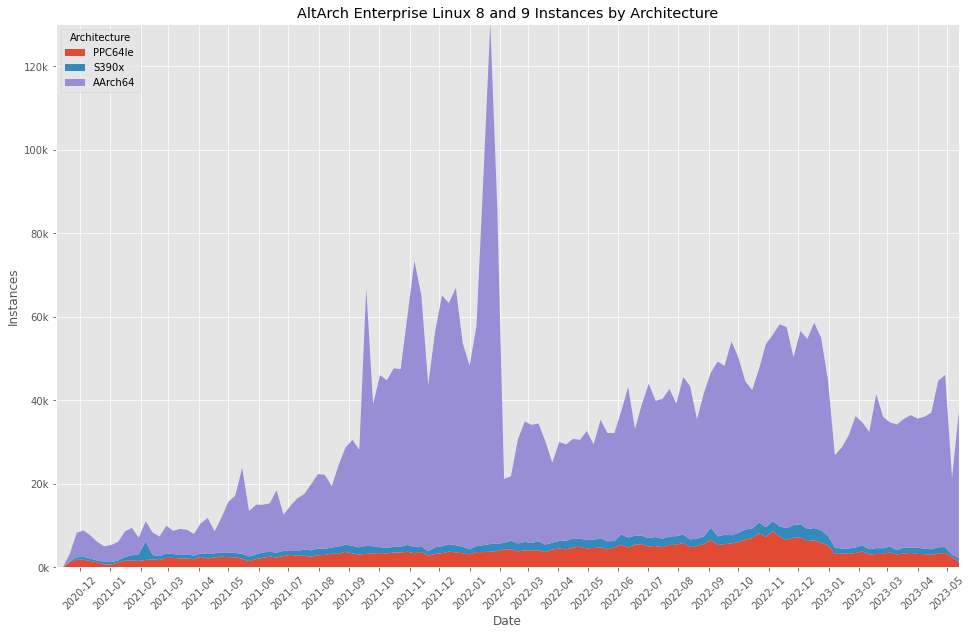 AltArch Enterprise Linux 8 and 9 Instances by Architecture
Architecture
PPC64le
S390x
AArch64
120k
100k
80k
60k
40k
20k
0k
Instances
2020-12
2021-01
2021-02
2021-03
2021-04
2021-05
2021-06
2021-07
2021-08
2021-09
2021-10
2021-11
2021-12
2022-01
2022-02
2022-03
2022-04
2022-05
2022-06
2022-07
2022-08
2022-09
2022-10
2022-11
2022-12
2023-01
2023-02
2023-03
2023-04
2023-05
Date